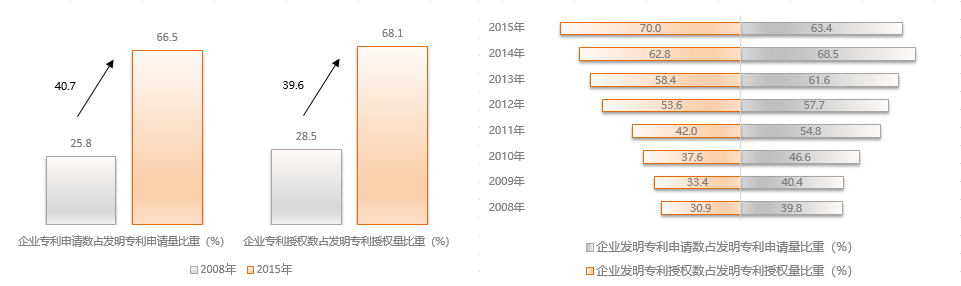 66.5
40.7
25.8
企业专利申请数占发明专利申请量比重（%）
68.1
39.6
28.5
企业专利授权数占发明专利授权量比重（%）
2008年 2015年
2015年 70.0 63.4
2014年 62.8 68.5
2013年 58.4 61.6
2012年 53.6 57.7
2011年 42.0 54.8
2010年 37.6 46.6
2009年 33.4 40.4
2008年 30.9 39.8
企业发明专利申请数占发明专利申请量比重（%）
企业发明专利授权数占发明专利授权量比重（%）